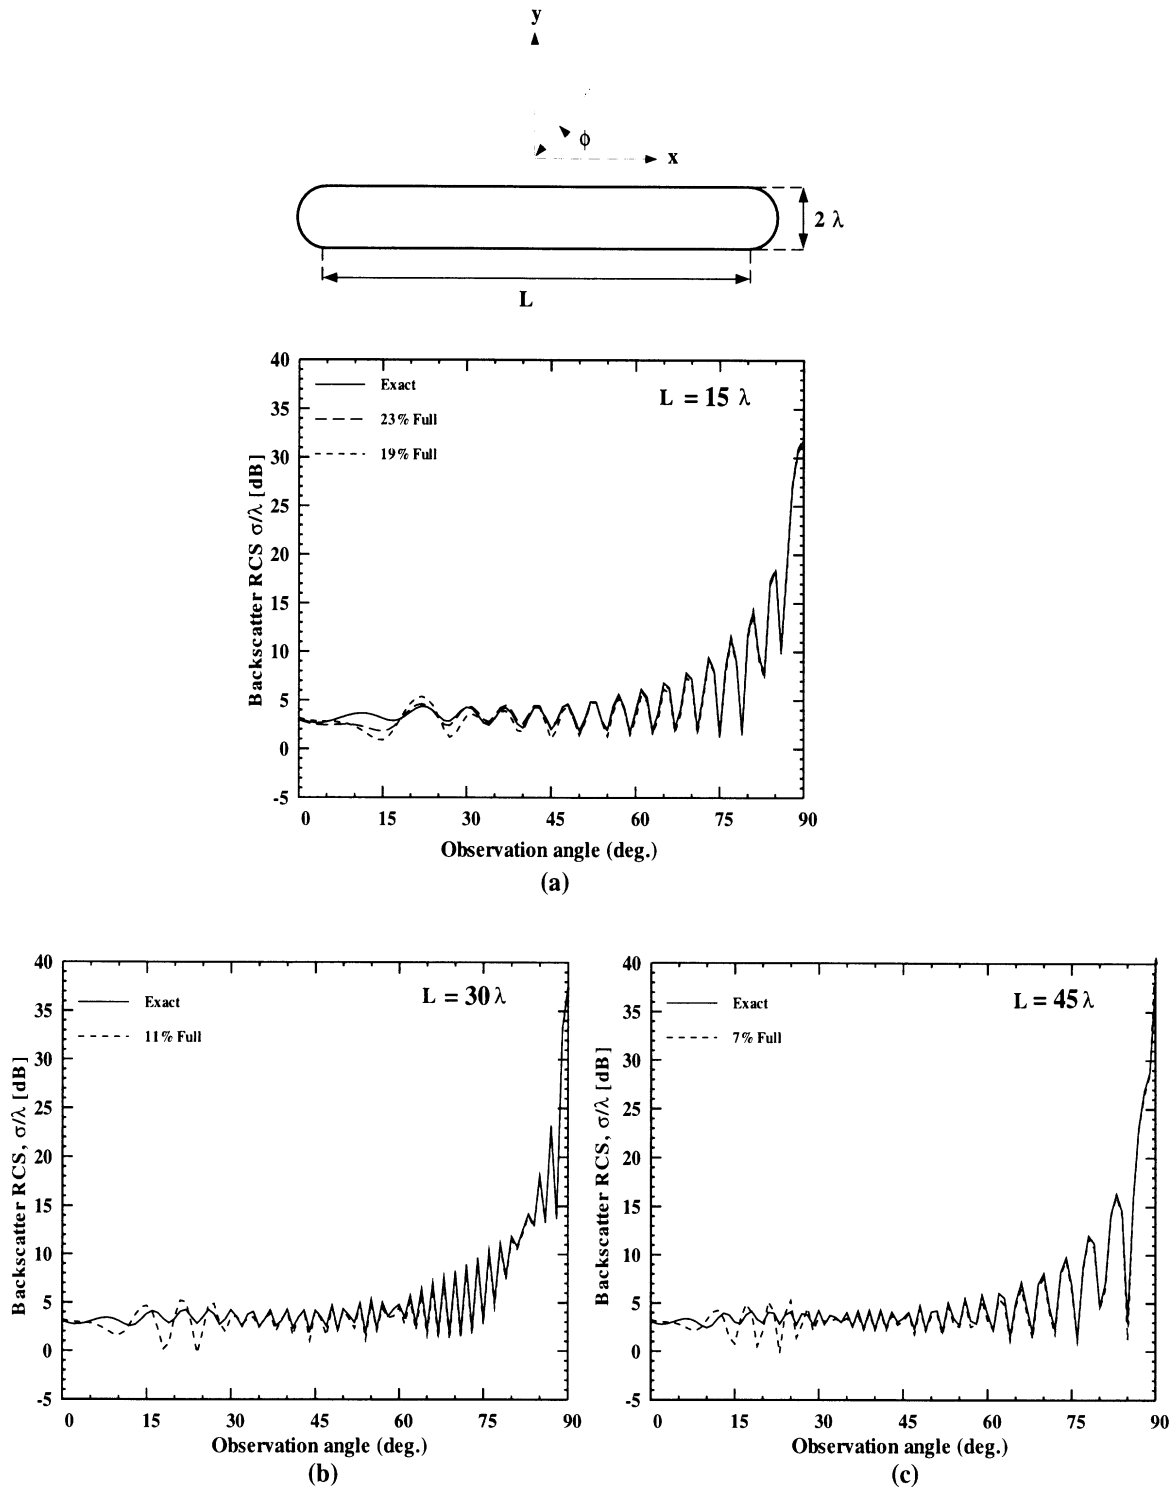 y
ϕ
x
2 λ
L
40
35
30
25
20
15
10
5
0
-5
Backscatter RCS σ/λ [dB]
Exact
23% Full
19% Full
L = 15 λ
0 15 30 45 60 75 90
Observation angle (deg.)
(a)
40
35
30
25
20
15
10
5
0
-5
Backscatter RCS, σ/λ [dB]
Exact
11% Full
L = 30 λ
0 15 30 45 60 75 90
Observation angle (deg.)
(b)
40
35
30
25
20
15
10
5
0
-5
Backscatter RCS, σ/λ [dB]
Exact
7% Full
L = 45 λ
0 15 30 45 60 75 90
Observation angle (deg.)
(c)